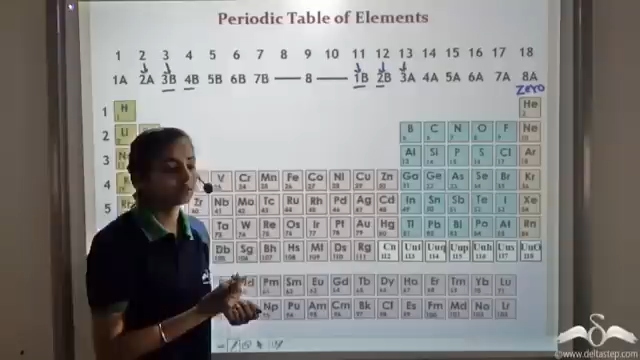 Periodic Table of Elements
1 2 3 4 5 6 7 8 9 10 11 12 13 14 15 16 17 18
1A 2A 3B 4B 5B 6B 7B 8 1B 2B 3A 4A 5A 6A 7A 8A
ZERO
1 H He
2 Li B C N O F Ne
3 Al Si P S Cl Ar
4 V Cr Mn Fe Co Ni Cu Zn Ga Ge As Se Br Kr
5 Zr Nb Mo Tc Ru Rh Pd Ag Cd In Sn Sb Te I Xe
Ta W Re Os Ir Pt Au Hg Tl Pb Bi Po At Rn
Db Sg Bh Hs Mt Ds Rg Cn Unt Uuq Uup Uuh Uus UuO
Nd Pm Sm Eu Gd Tb Dy Ho Er Tm Yb Lu
Np Pu Am Cm Bk Cf Es Fm Md No Lr
©www.deltastep.com